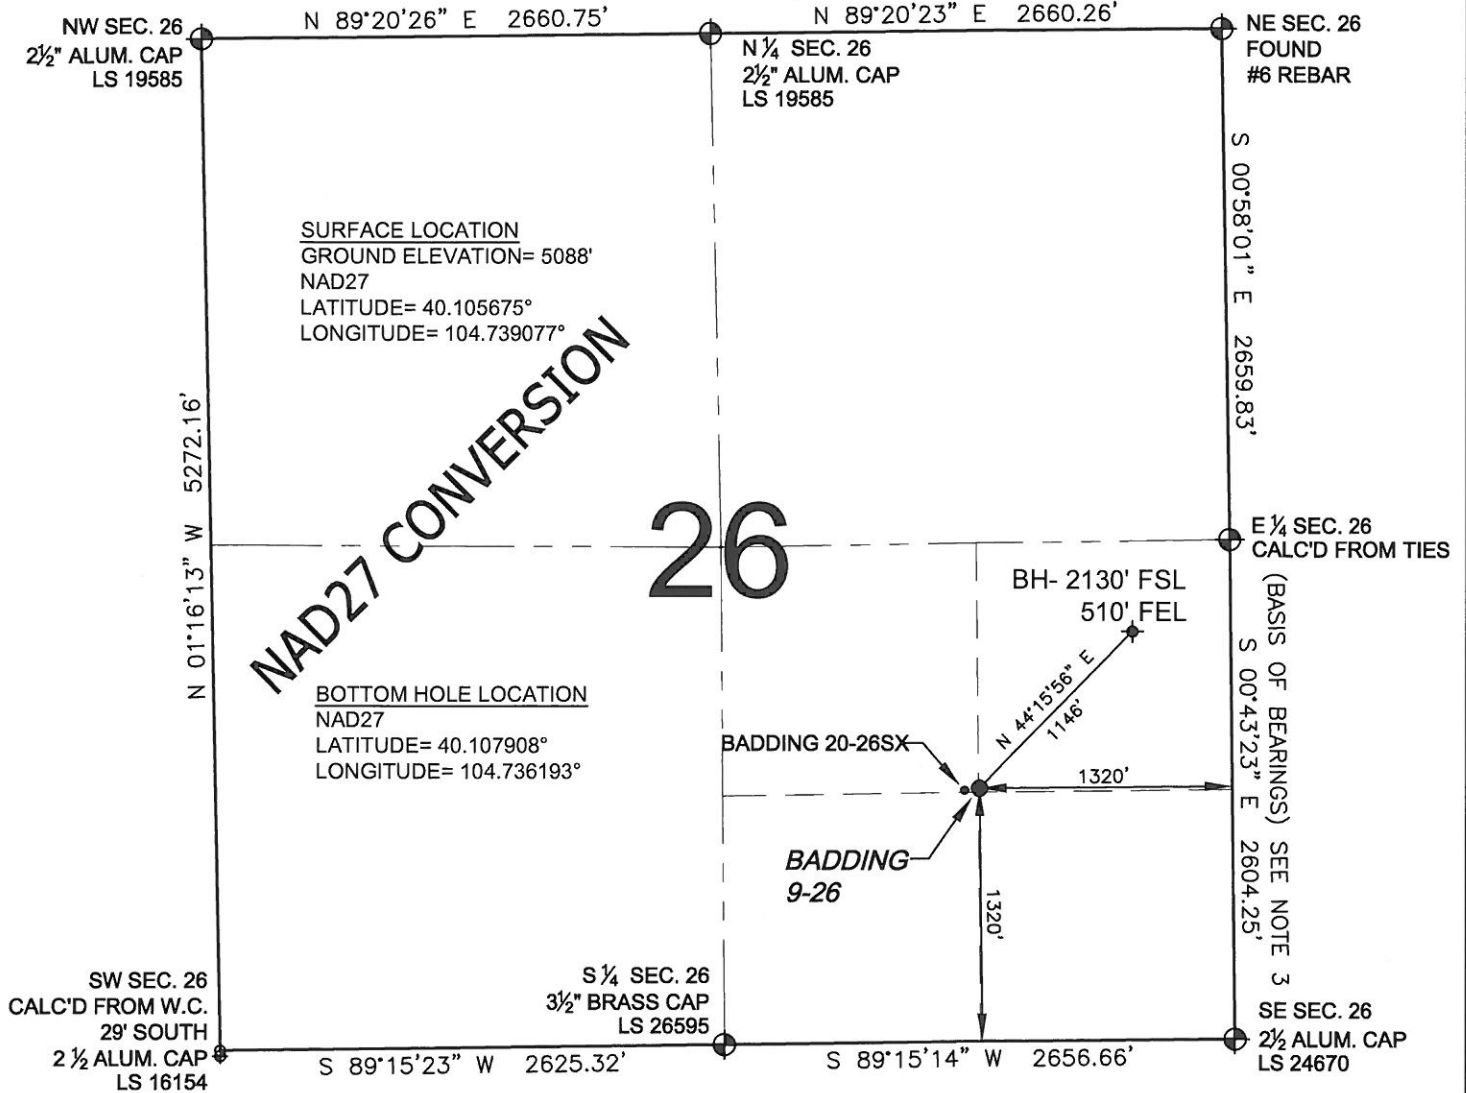 N 89°20'26" E 2660.75'
N 89°20'23" E 2660.26'
NW SEC. 26
2½" ALUM. CAP
LS 19585
N ¼ SEC. 26
2½" ALUM. CAP
LS 19585
NE SEC. 26
FOUND
#6 REBAR
S 00°58'01" E 2659.83'
SURFACE LOCATION
GROUND ELEVATION= 5088'
NAD27
LATITUDE= 40.105675°
LONGITUDE= 104.739077°
NAD27 CONVERSION
N 01°16'13" W 5272.16'
26
E ¼ SEC. 26
CALC'D FROM TIES
BH- 2130' FSL
510' FEL
(BASIS OF BEARINGS) SEE NOTE 3
S 00°43'23" E 2604.25'
N 44°15'56" E
1146'
BOTTOM HOLE LOCATION
NAD27
LATITUDE= 40.107908°
LONGITUDE= 104.736193°
BADDING 20-26SX
1320'
BADDING
9-26
1320'
SW SEC. 26
CALC'D FROM W.C.
29' SOUTH
2 ½ ALUM. CAP
LS 16154
S ¼ SEC. 26
3½" BRASS CAP
LS 26595
SE SEC. 26
2½ ALUM. CAP
LS 24670
S 89°15'23" W 2625.32'
S 89°15'14" W 2656.66'